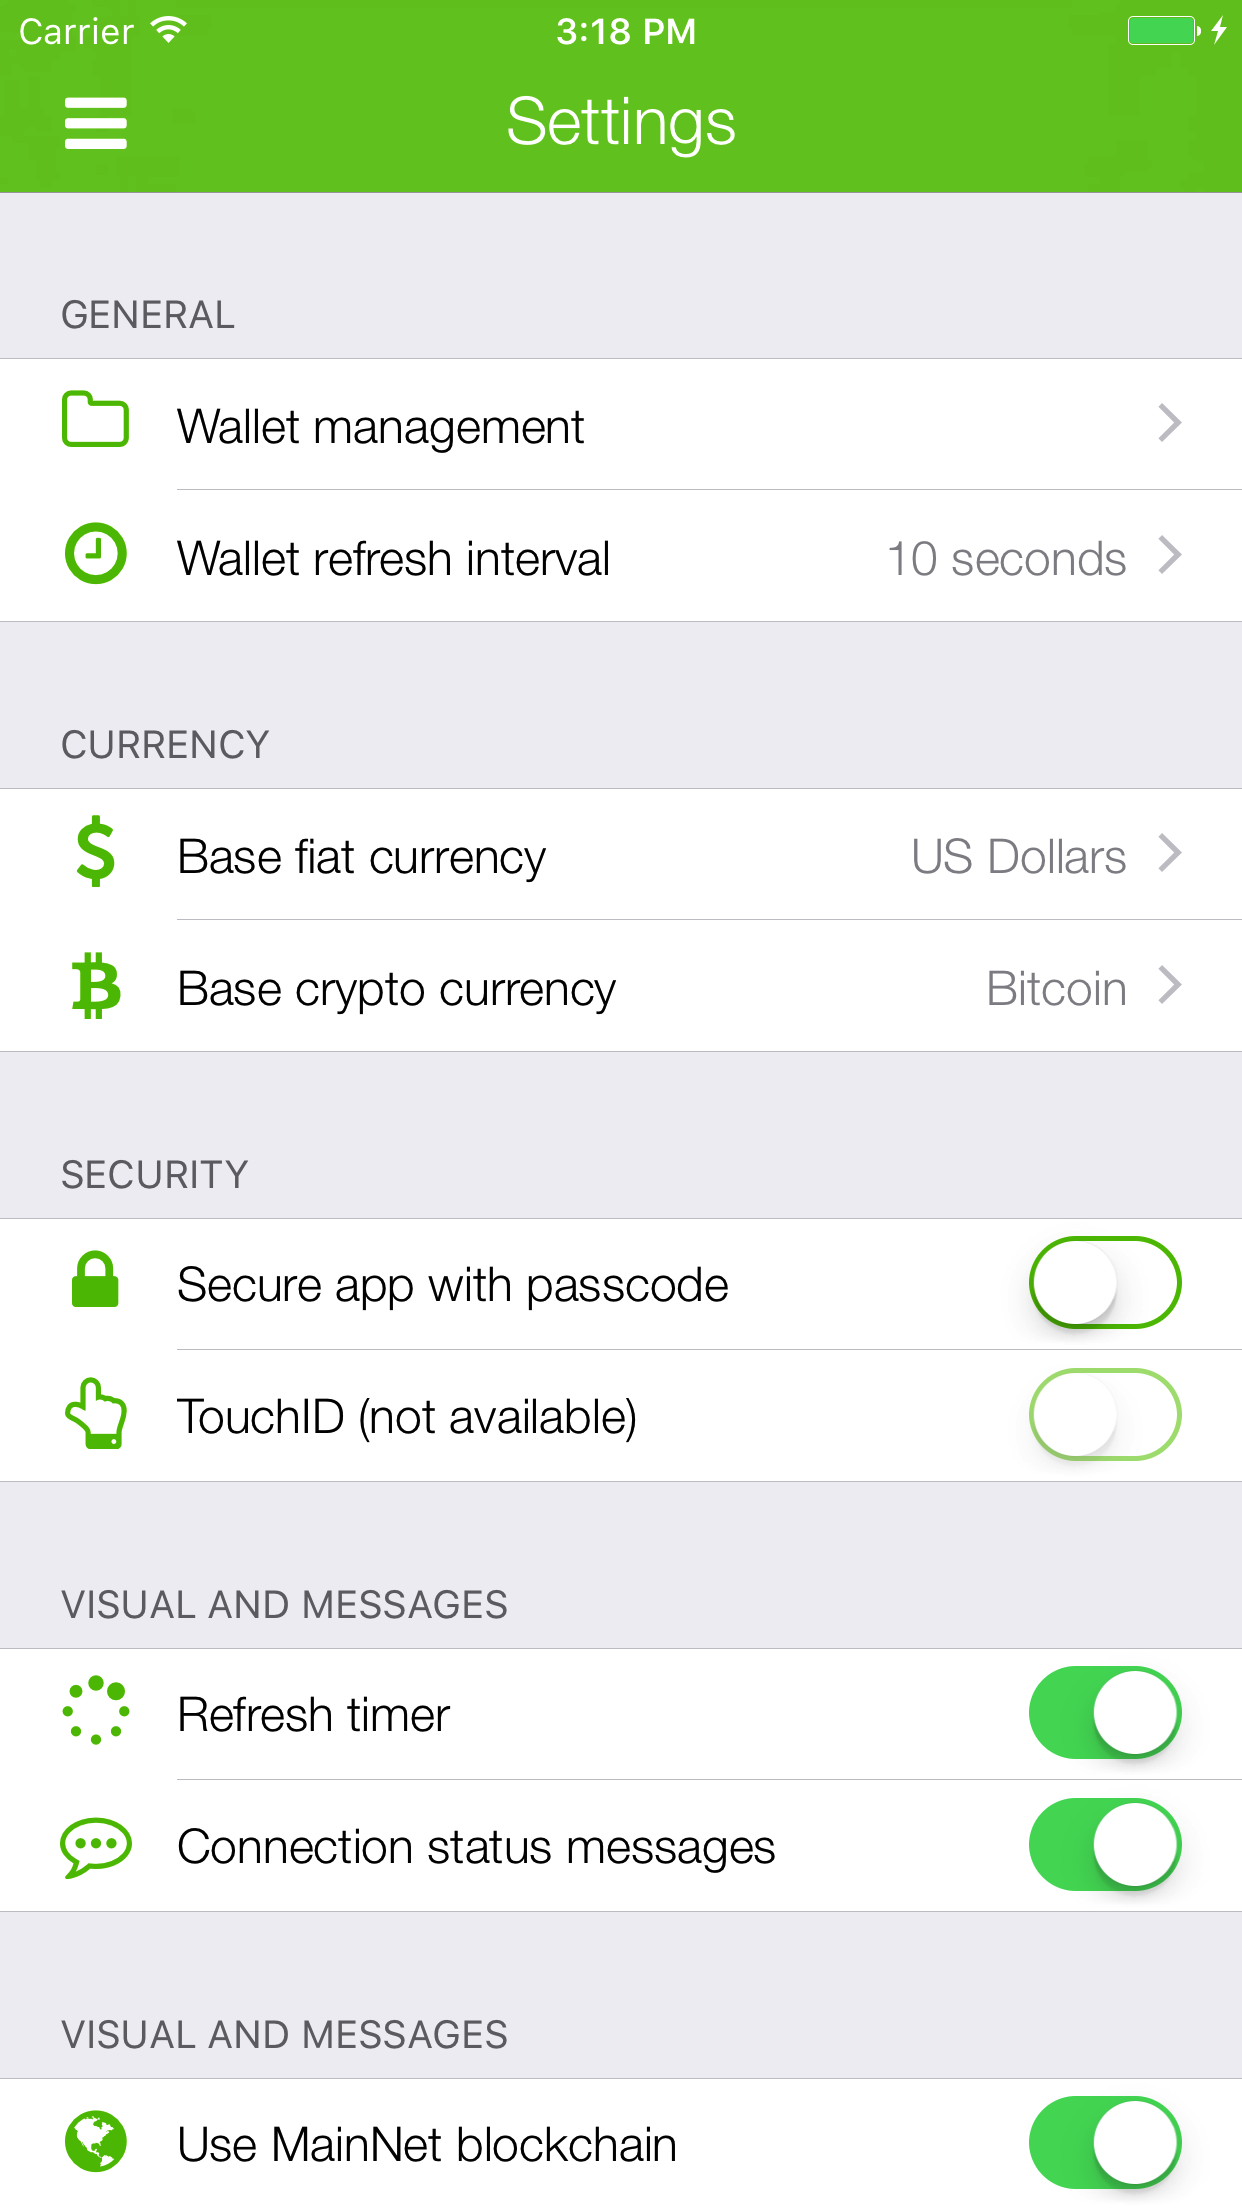 Carrier 3:18 PM
Settings
GENERAL
Wallet management
Wallet refresh interval 10 seconds
CURRENCY
Base fiat currency US Dollars
Base crypto currency Bitcoin
SECURITY
Secure app with passcode
TouchID (not available)
VISUAL AND MESSAGES
Refresh timer
Connection status messages
VISUAL AND MESSAGES
Use MainNet blockchain